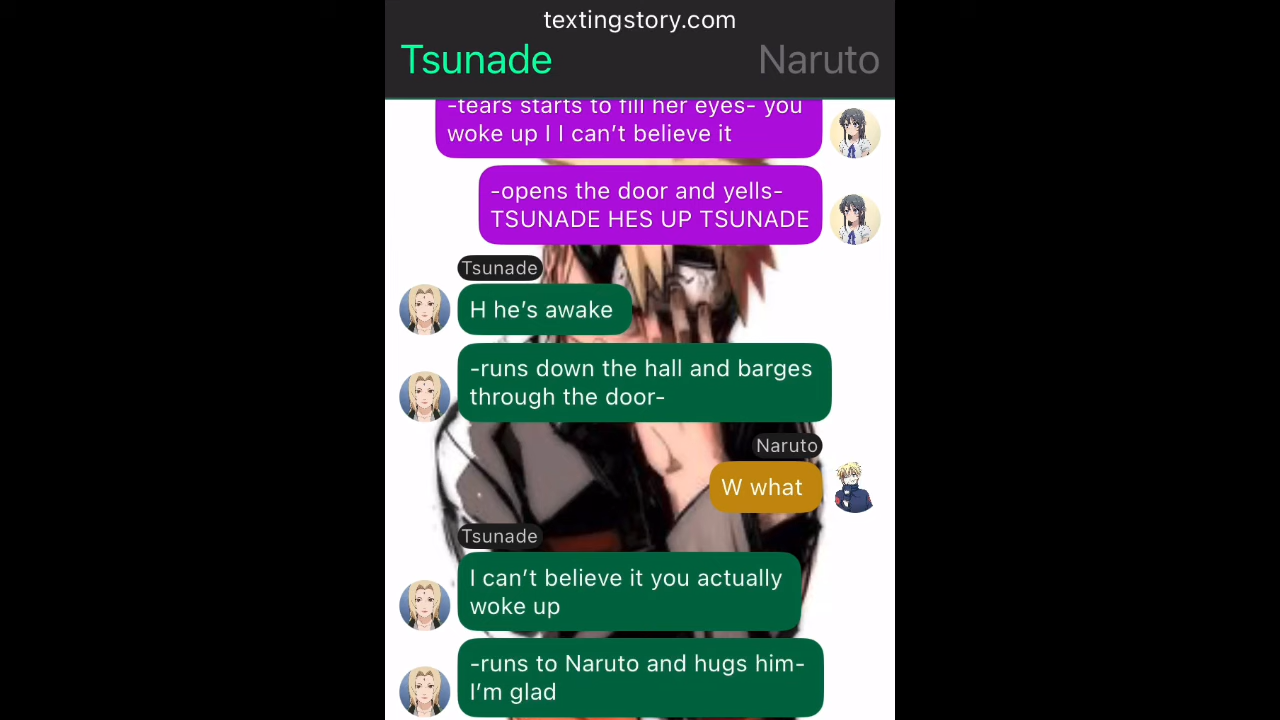 textingstory.com
Tsunade
Naruto
-tears starts to fill her eyes- you
woke up I I can’t believe it
-opens the door and yells-
TSUNADE HES UP TSUNADE
Tsunade
H he’s awake
-runs down the hall and barges
through the door-
Naruto
W what
Tsunade
I can’t believe it you actually
woke up
-runs to Naruto and hugs him-
I’m glad